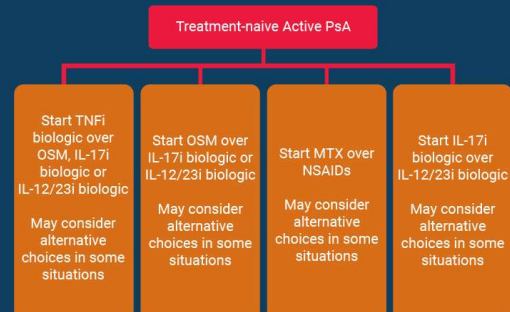 Treatment-naive Active PsA
Start TNFi
biologic over
OSM, IL-17i
biologic or
IL-12/23i biologic
May consider
alternative
choices in some
situations
Start OSM over
IL-17i biologic or
IL-12/23i biologic
May consider
alternative
choices in some
situations
Start MTX over
NSAIDs
May consider
alternative
choices in some
situations
Start IL-17i
biologic over
IL-12/23i biologic
May consider
alternative
choices in some
situations